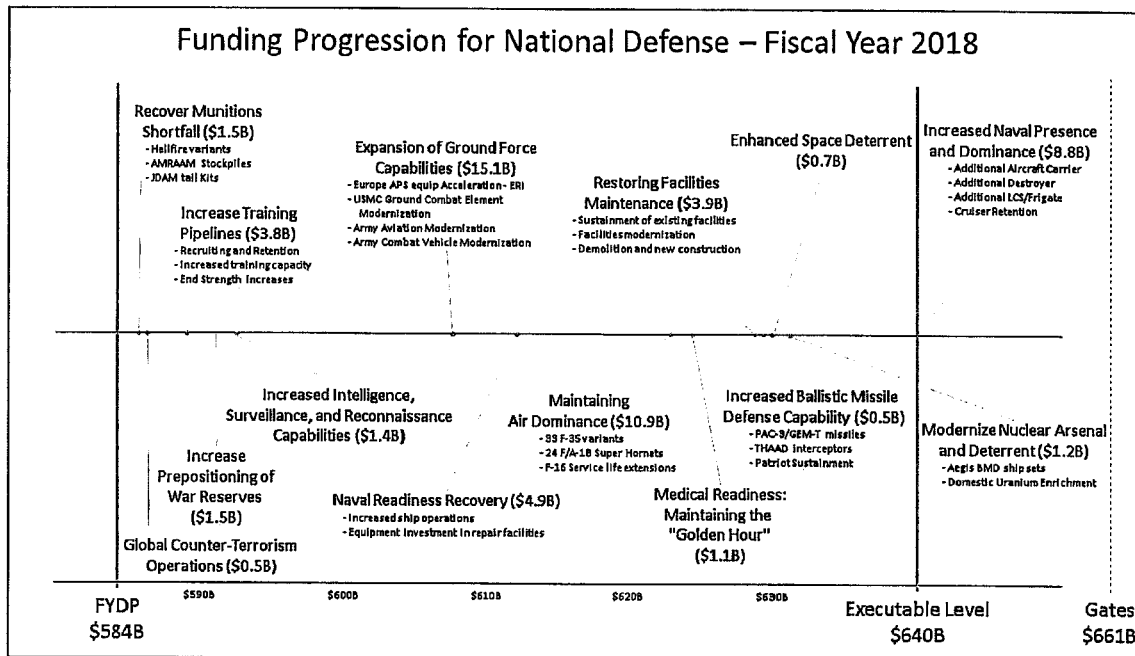 Funding Progression for National Defense – Fiscal Year 2018
Recover Munitions
Shortfall ($1.5B)
- Hellfire variants
- AMRAAM Stockpiles
- JDAM tail Kits
Increase Training
Pipelines ($3.8B)
- Recruiting and Retention
- Increased training capacity
- End Strength Increases
Expansion of Ground Force
Capabilities ($15.1B)
- Europe APS equip Acceleration - ERI
- USMC Ground Combat Element
Modernization
- Army Aviation Modernization
- Army Combat Vehicle Modernization
Restoring Facilities
Maintenance ($3.9B)
- Sustainment of existing facilities
- Facilities modernization
- Demolition and new construction
Enhanced Space Deterrent
($0.7B)
Increased Naval Presence
and Dominance ($8.8B)
- Additional Aircraft Carrier
- Additional Destroyer
- Additional LCS/Frigate
- Cruiser Retention
Increased Intelligence,
Surveillance, and Reconnaissance
Capabilities ($1.4B)
Increase
Prepositioning of
War Reserves
($1.5B)
Global Counter-Terrorism
Operations ($0.5B)
Naval Readiness Recovery ($4.9B)
- Increased ship operations
- Equipment Investment in repair facilities
Maintaining
Air Dominance ($10.9B)
- 33 F-35 variants
- 24 F/A-18 Super Hornets
- F-16 Service life extensions
Medical Readiness:
Maintaining the
"Golden Hour"
($1.1B)
Increased Ballistic Missile
Defense Capability ($0.5B)
- PAC-3/GEM-T missiles
- THAAD interceptors
- Patriot Sustainment
Modernize Nuclear Arsenal
and Deterrent ($1.2B)
- Aegis BMD ship sets
- Domestic Uranium Enrichment
$590B $600B $610B $620B $630B
FYDP
$584B
Executable Level
$640B
Gates
$661B